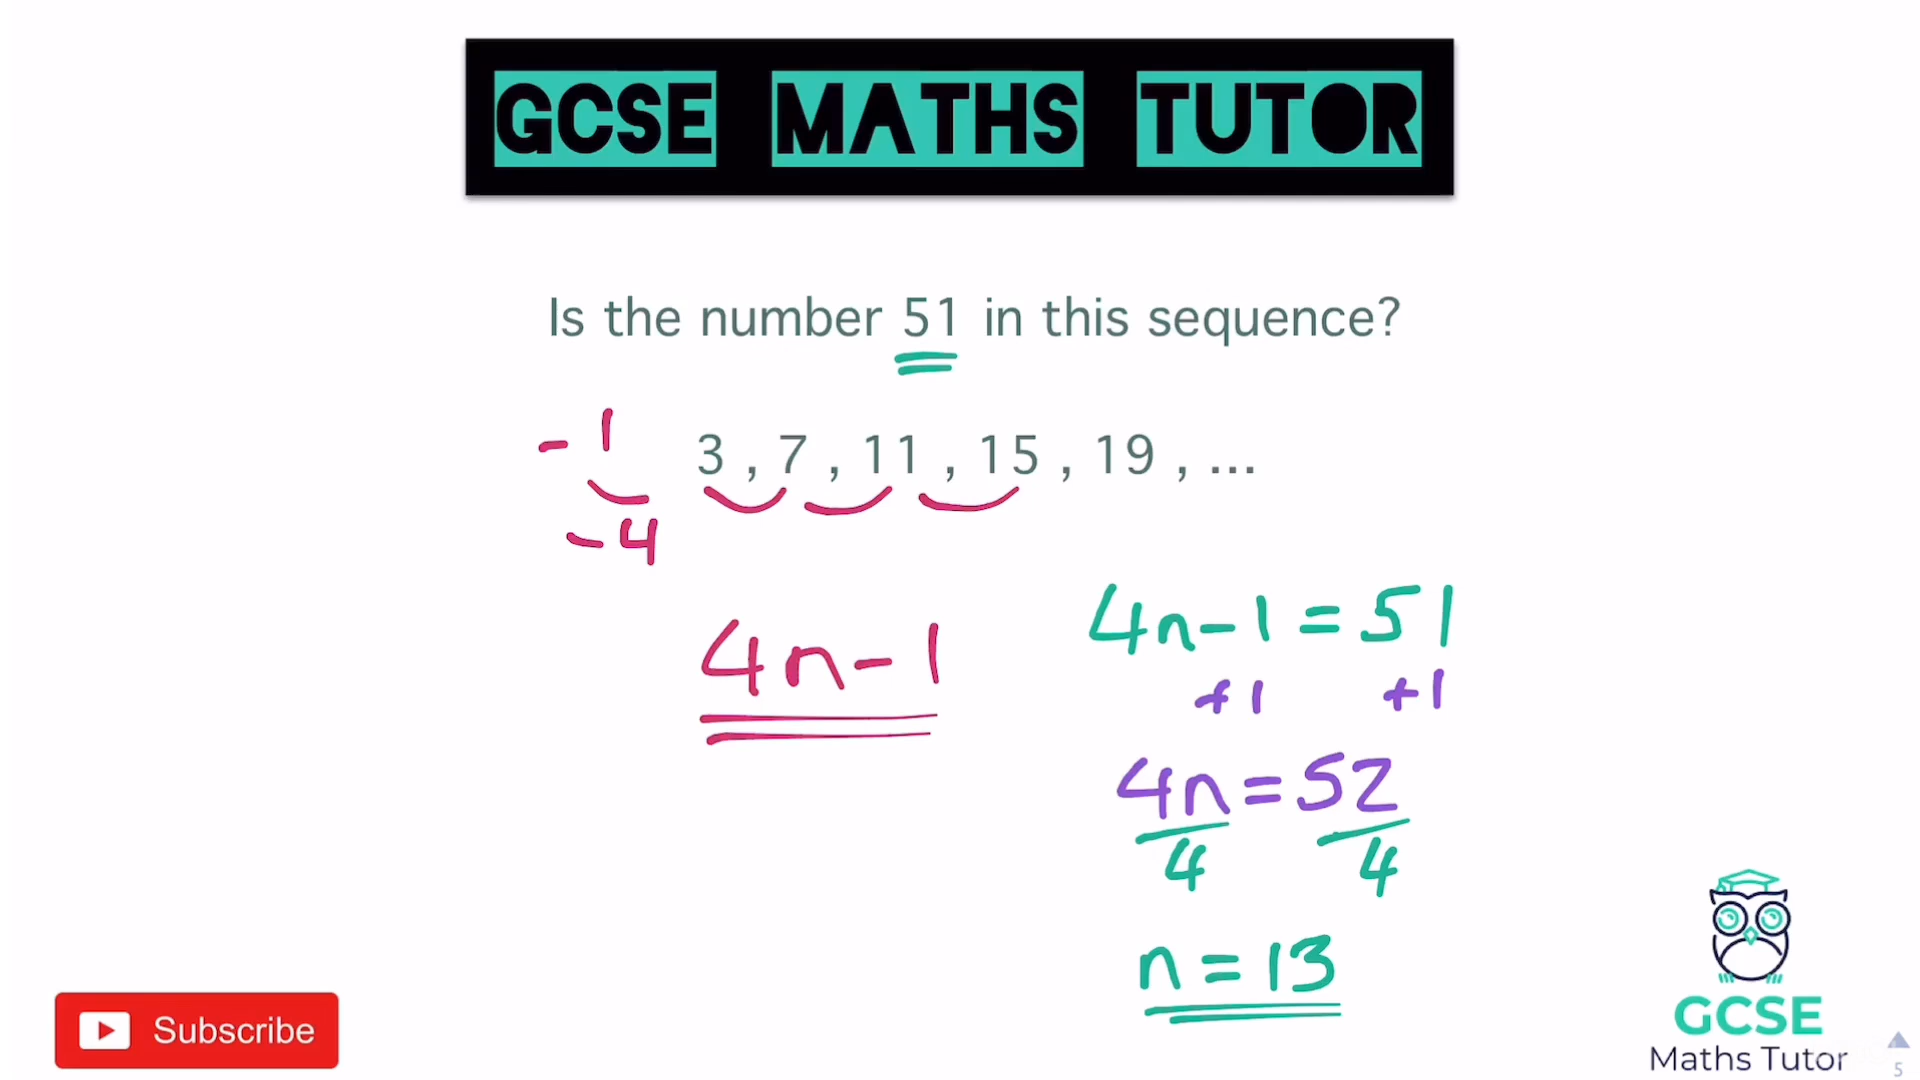 GCSE MATHS TUTOR
Is the number 51 in this sequence?
-1
3 , 7 , 11 , 15 , 19 , ...
-4
4n-1
4n-1=51
+1 +1
4n=52
4 4
n=13
Subscribe
GCSE
Maths Tutor
5